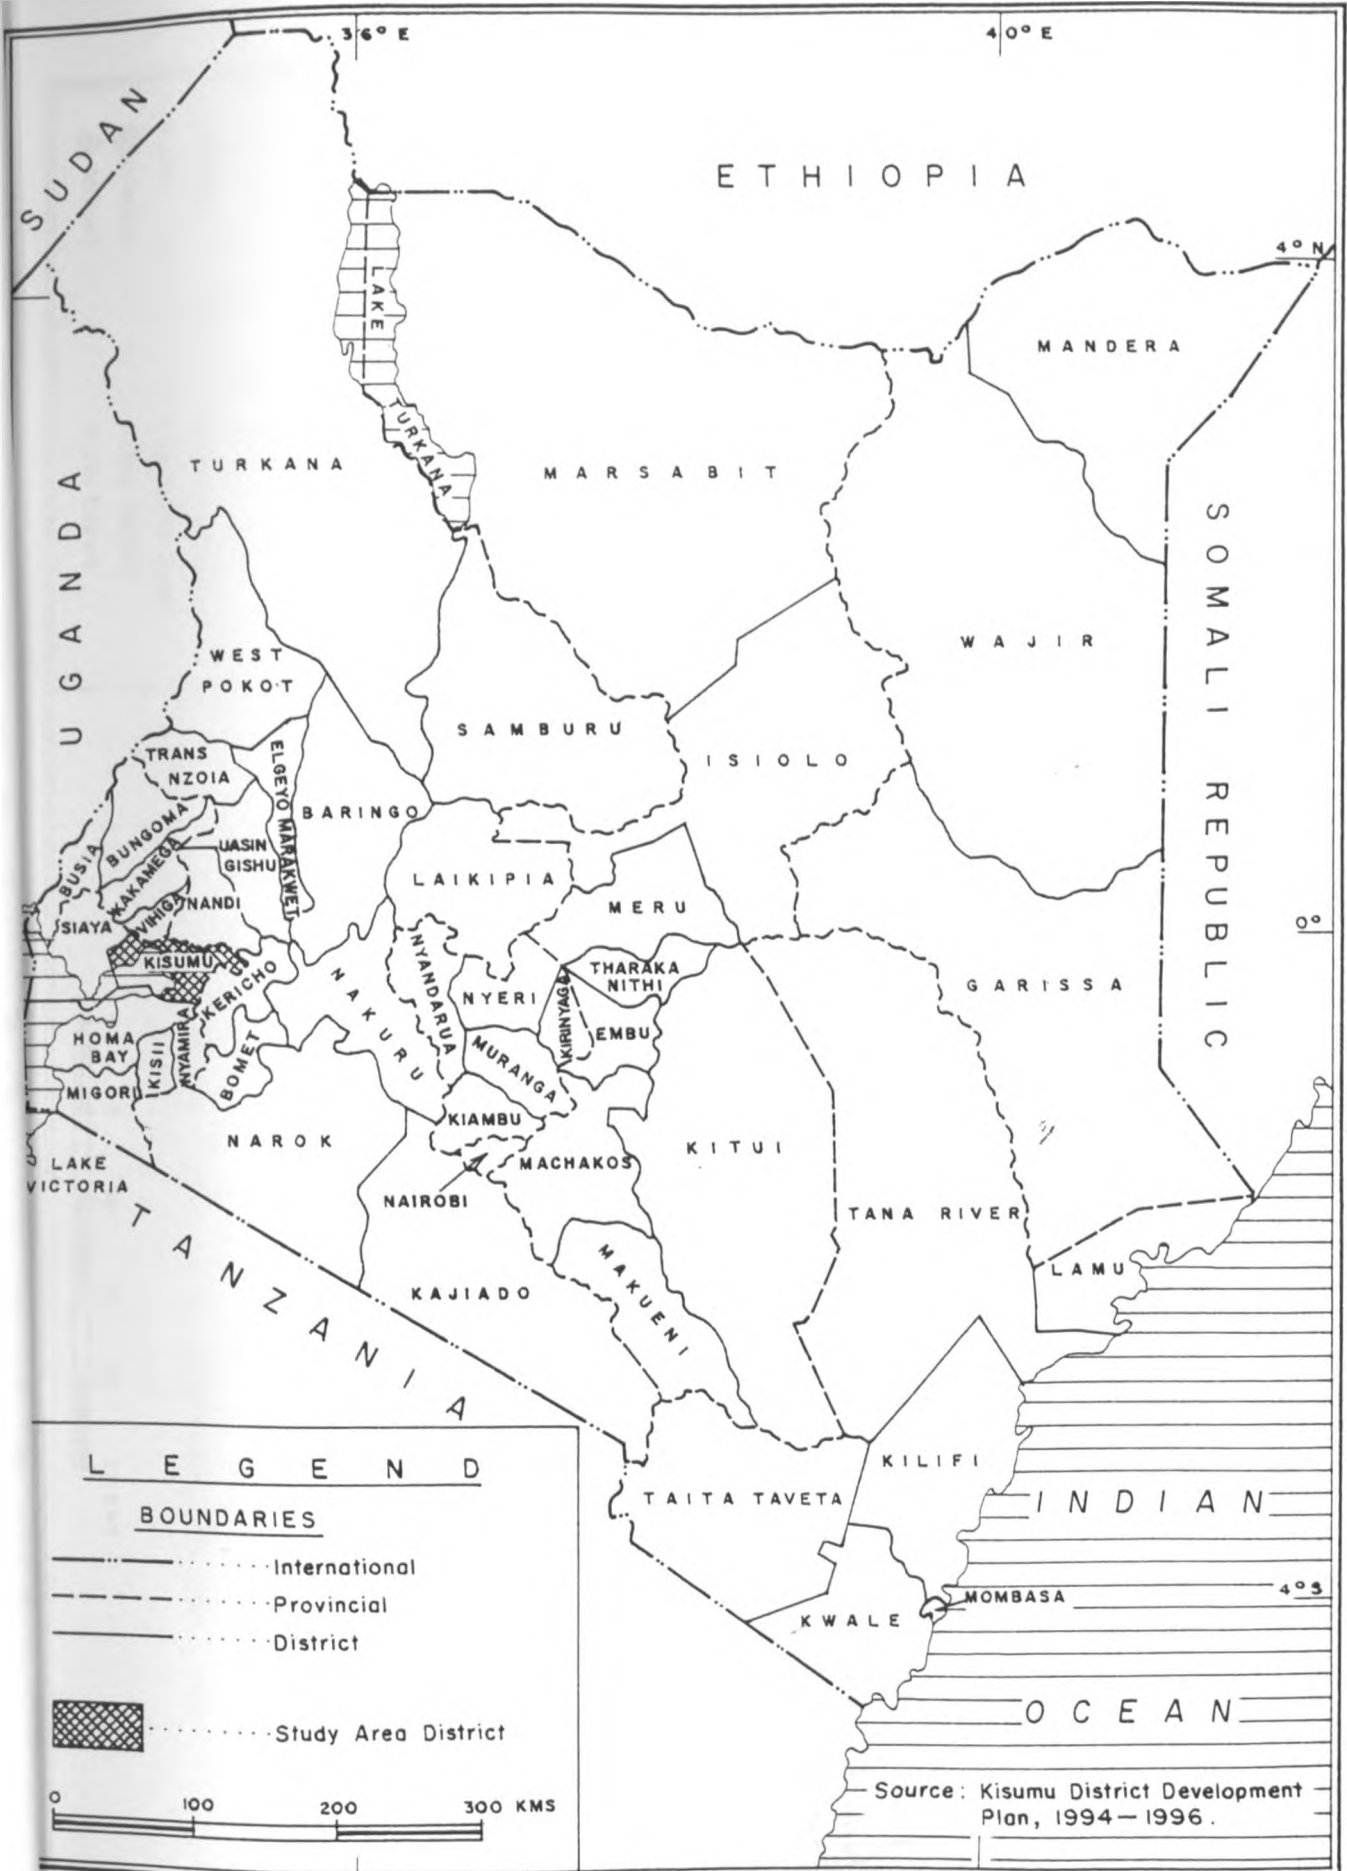 36° E
40° E
SUDAN
ETHIOPIA
4° N
LAKE
TURKANA
MANDERA
TURKANA
MARSABIT
UGANDA
SOMALI REPUBLIC
WAJIR
WEST
POKOT
SAMBURU
ISIOLO
TRANS
NZOIA
ELGEYO MARAKWET
BARINGO
BUNGOMA
UASIN
GISHU
BUSIA
KAKAMEGA
LAIKIPIA
MERU
VIHIGA
NANDI
SIAYA
0°
KISUMU
KERICHO
NAKURU
NYANDARUA
NYERI
THARAKA
NITHI
GARISSA
KIRINYAGA
EMBU
HOMA
BAY
KISII
NYAMIRA
BOMET
MURANGA
MIGORI
KIAMBU
NAROK
KITUI
MACHAKOS
LAKE
VICTORIA
NAIROBI
TANA RIVER
TANZANIA
KAJIADO
MAKUENI
LAMU
KILIFI
TAITA TAVETA
INDIAN
4° S
MOMBASA
KWALE
OCEAN
LEGEND
BOUNDARIES
International
Provincial
District
Study Area District
0 100 200 300 KMS
Source: Kisumu District Development
Plan, 1994—1996.